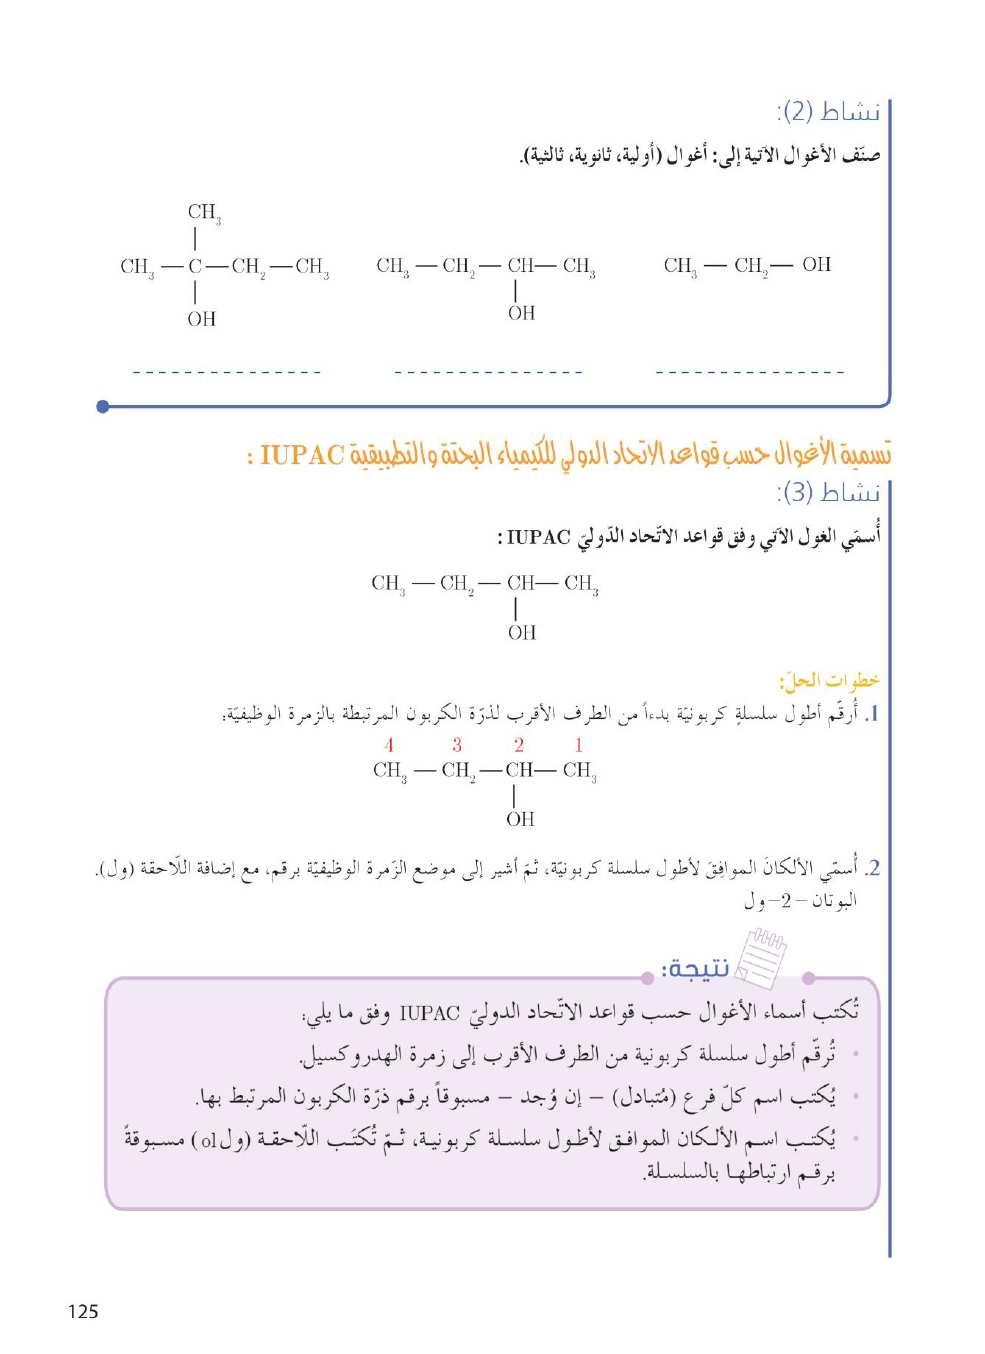 نشاط (2):
صنّف الأغوال الآتية إلى: أغوال (أولية، ثانوية، ثالثية).
CH₃
CH₃ — C — CH₂ — CH₃    CH₃ — CH₂ — CH — CH₃    CH₃ — CH₂ — OH
OH    OH
تسمية الأغوال حسب قواعد الاتحاد الدولي للكيمياء البحتة والتطبيقية IUPAC :
نشاط (3):
أُسمّي الغول الآتي وفق قواعد الاتّحاد الدّوليّ IUPAC :
CH₃ — CH₂ — CH — CH₃
OH
خطوات الحلّ:
1. أُرقّم أطول سلسلةٍ كربونيّة بدءاً من الطرف الأقرب لذرّة الكربون المرتبطة بالزمرة الوظيفيّة:
4 3 2 1
CH₃ — CH₂ — CH — CH₃
OH
2. أُسمّي الألكانَ الموافِقَ لأطول سلسلة كربونيّة، ثمّ أشير إلى موضع الزّمرة الوظيفيّة برقم، مع إضافة اللّاحقة (ول).
البوتان – 2– ول
نتيجة:
تُكتب أسماء الأغوال حسب قواعد الاتّحاد الدوليّ IUPAC وفق ما يلي:
• تُرقّم أطول سلسلة كربونية من الطرف الأقرب إلى زمرة الهدروكسيل.
• يُكتب اسم كلّ فرع (مُتبادل) – إن وُجد – مسبوقاً برقم ذرّة الكربون المرتبط بها.
• يُكتب اسم الألكان الموافق لأطول سلسلة كربونية، ثمّ تُكتَب اللّاحقة (ول ol) مسبوقةً
برقم ارتباطها بالسلسلة.
125